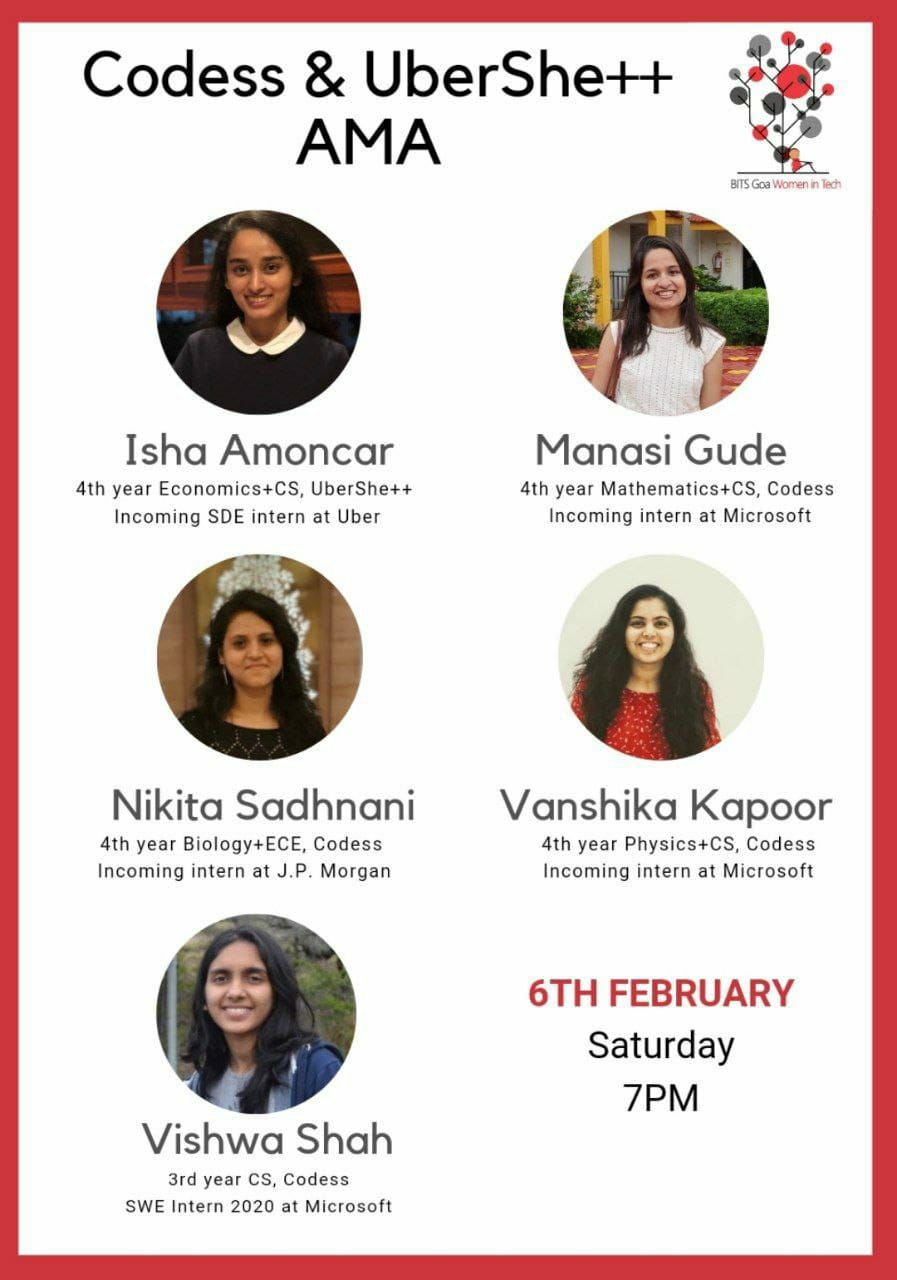 Codess & UberShe++
AMA
BITS Goa Women in Tech
Isha Amoncar
4th year Economics+CS, UberShe++
Incoming SDE intern at Uber
Manasi Gude
4th year Mathematics+CS, Codess
Incoming intern at Microsoft
Nikita Sadhnani
4th year Biology+ECE, Codess
Incoming intern at J.P. Morgan
Vanshika Kapoor
4th year Physics+CS, Codess
Incoming intern at Microsoft
Vishwa Shah
3rd year CS, Codess
SWE Intern 2020 at Microsoft
6TH FEBRUARY
Saturday
7PM